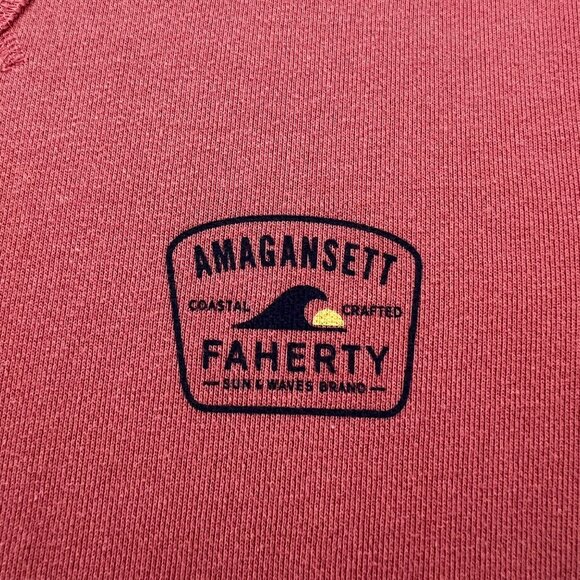 AMAGANSETT
COASTAL CRAFTED
FAHERTY
— SUN & WAVES BRAND —